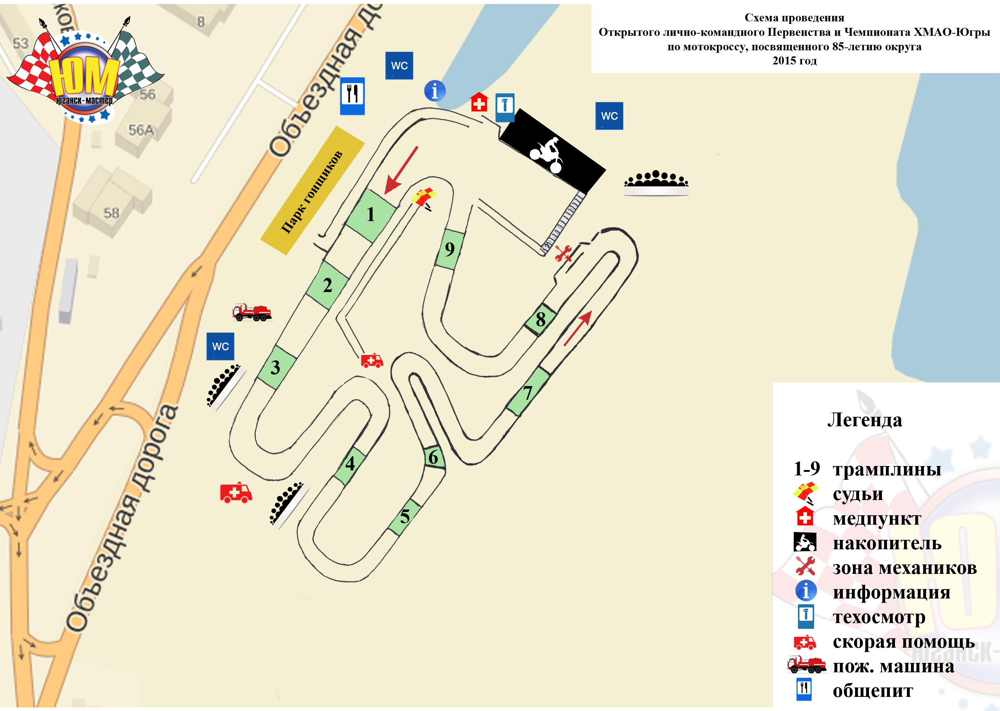 Схема проведения
Открытого лично-командного Первенства и Чемпионата ХМАО-Югры
по мотокроссу, посвященного 85-летию округа
2015 год
8
53
ЮМ
Юганск-мастер
56
56А
58
Объездная до
Объездная дорога
WC
WC
WC
Парк гонщиков
1
2
3
4
5
6
7
8
9
Легенда
1-9 трамплины
судьи
медпункт
накопитель
зона механиков
информация
техосмотр
скорая помощь
пож. машина
общепит